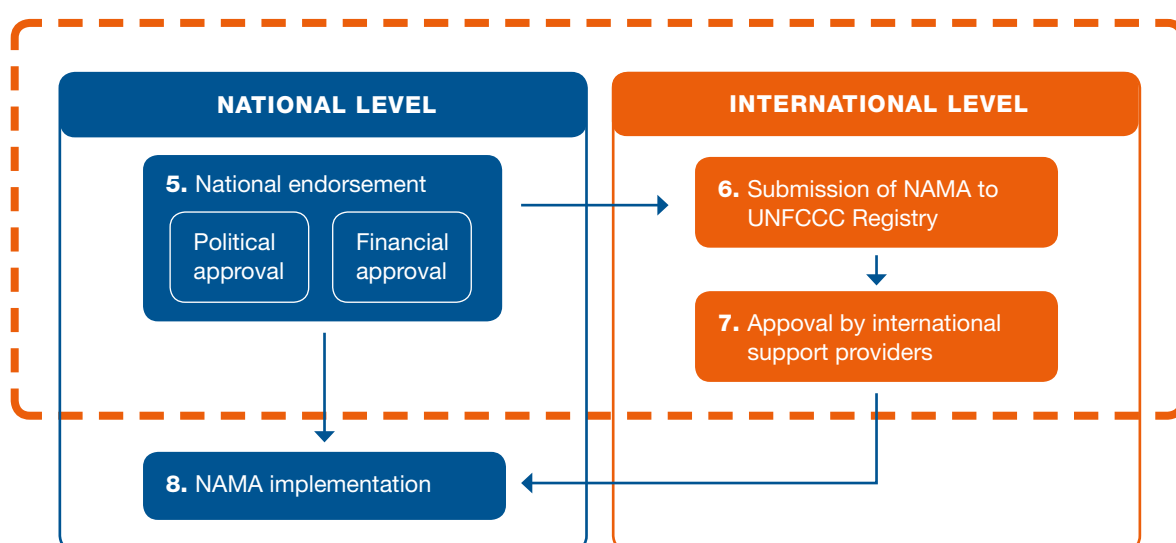 NATIONAL LEVEL
5. National endorsement
Political
approval
Financial
approval
8. NAMA implementation
INTERNATIONAL LEVEL
6. Submission of NAMA to
UNFCCC Registry
7. Appoval by international
support providers